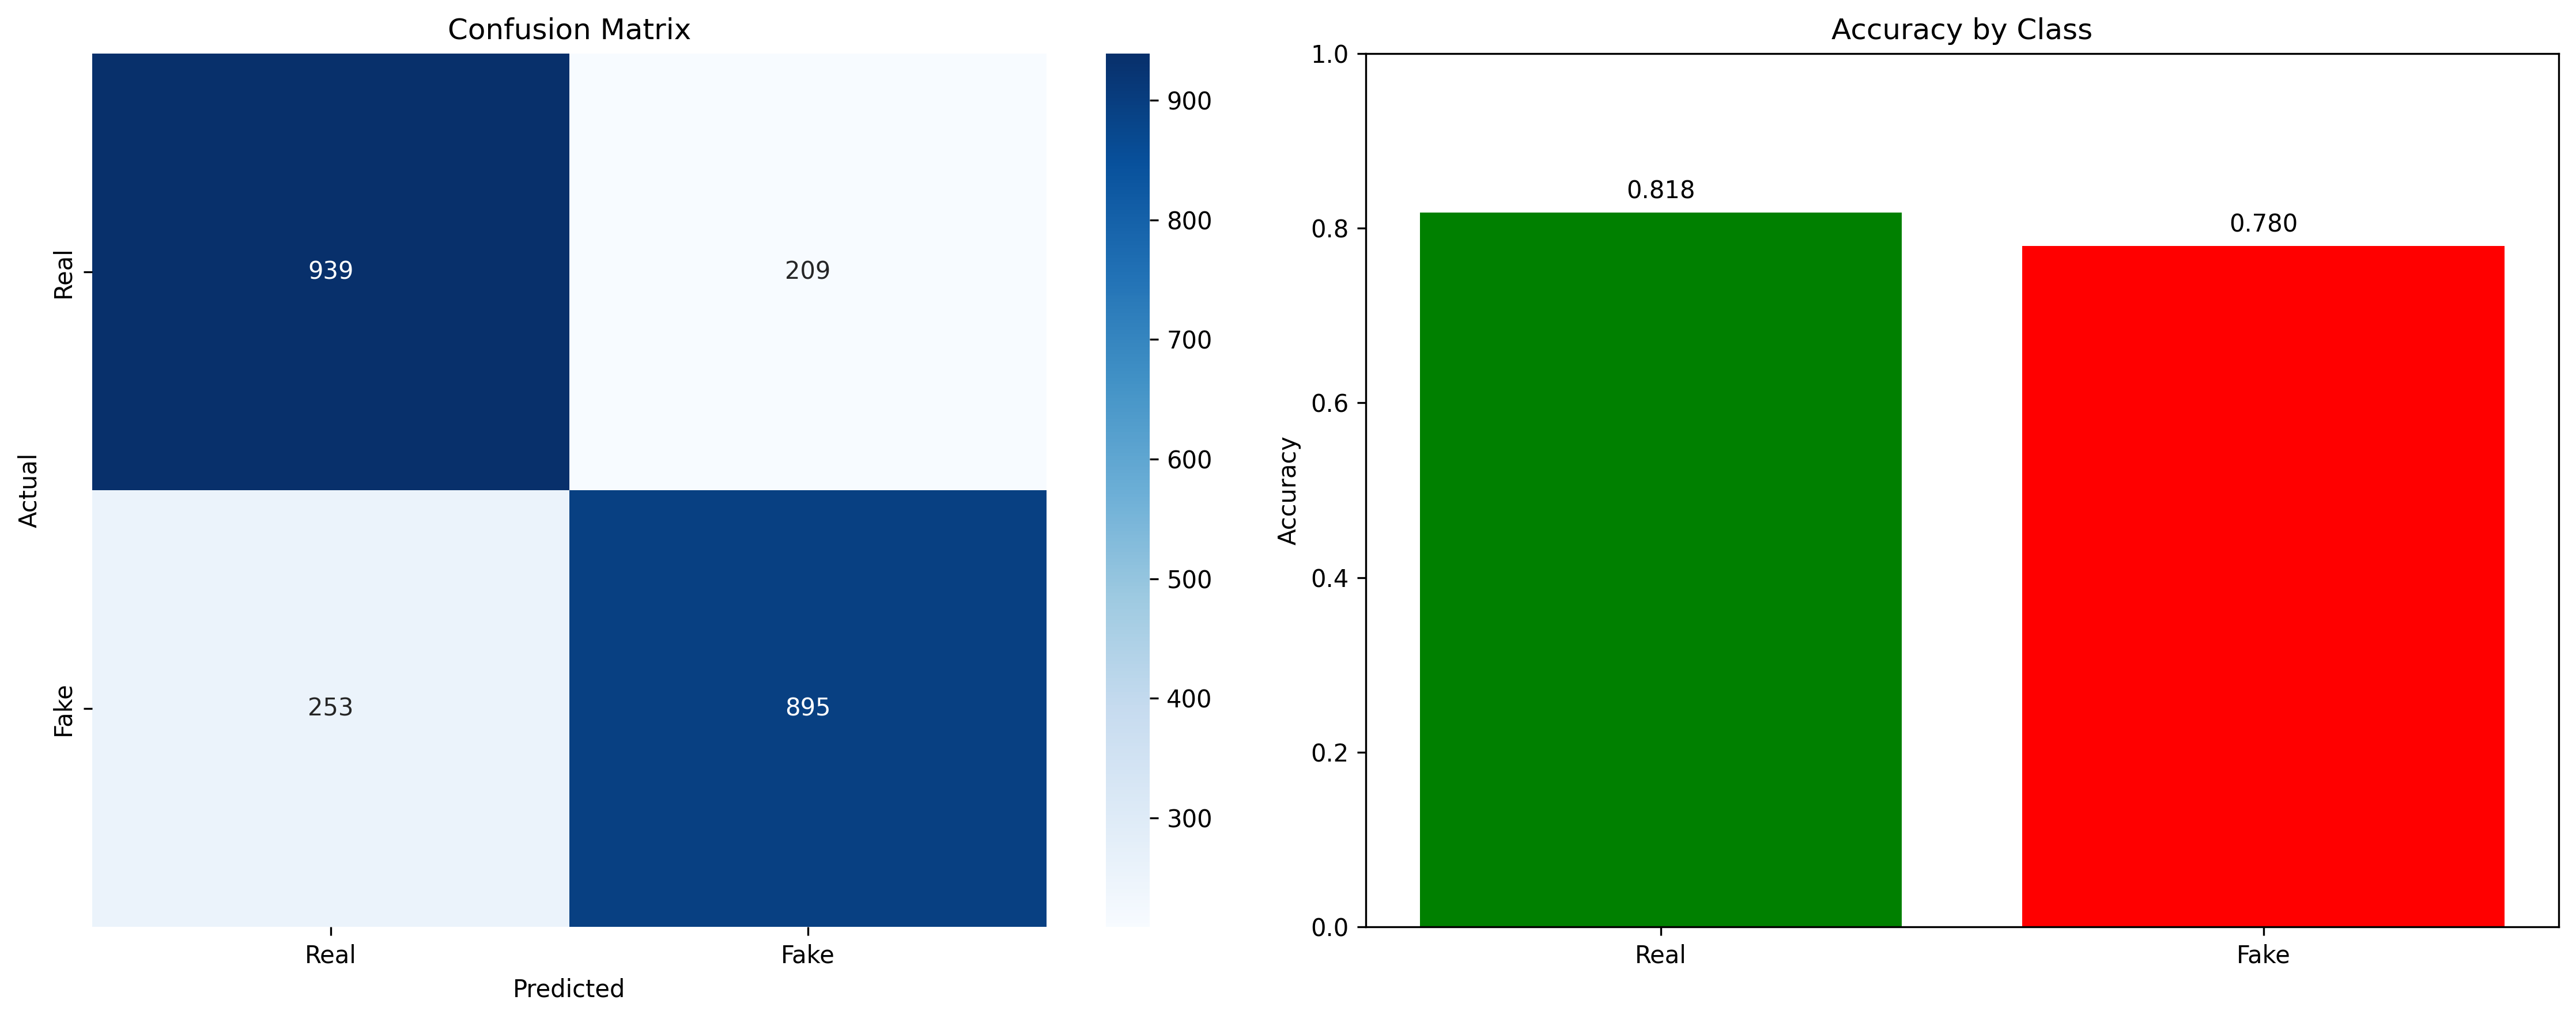 Confusion Matrix
Real
939
209
Actual
Fake
253
895
Real
Fake
Predicted
900
800
700
600
500
400
300
Accuracy by Class
1.0
0.8
0.6
0.4
0.2
0.0
Accuracy
0.818
0.780
Real
Fake